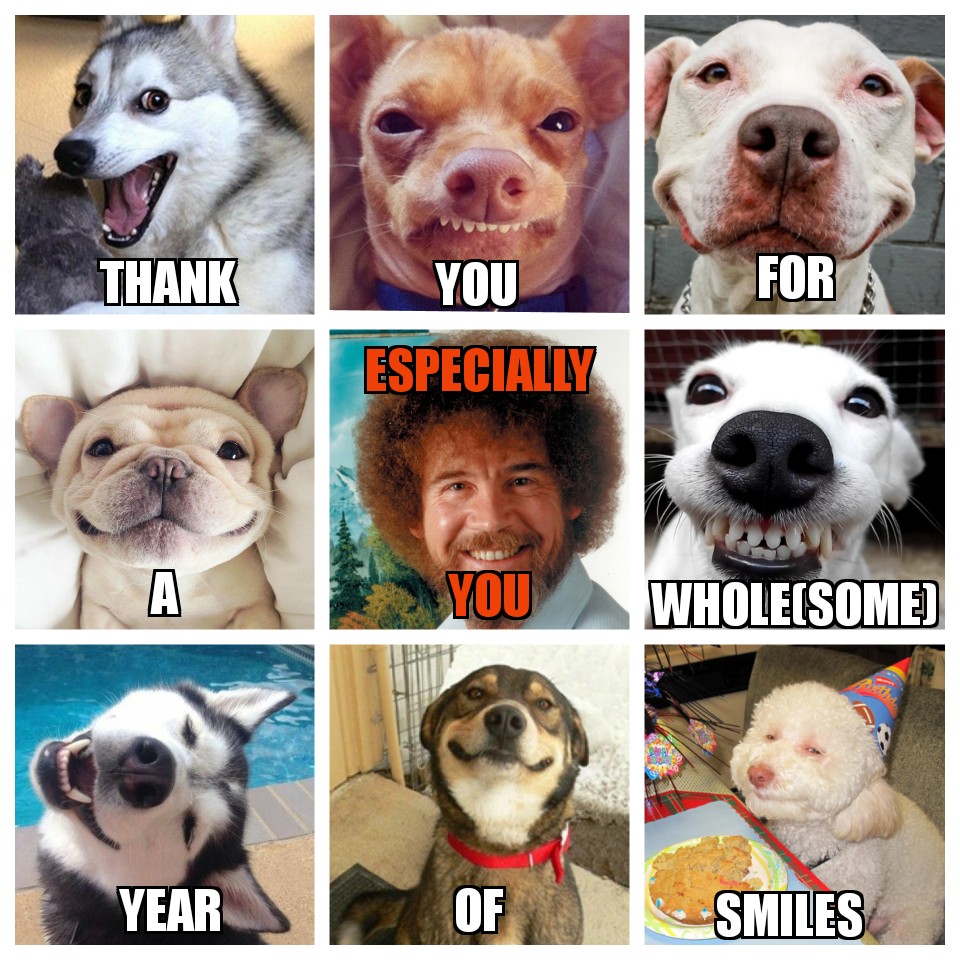 THANK
YOU
FOR
A
ESPECIALLY
YOU
WHOLE(SOME)
YEAR
OF
SMILES